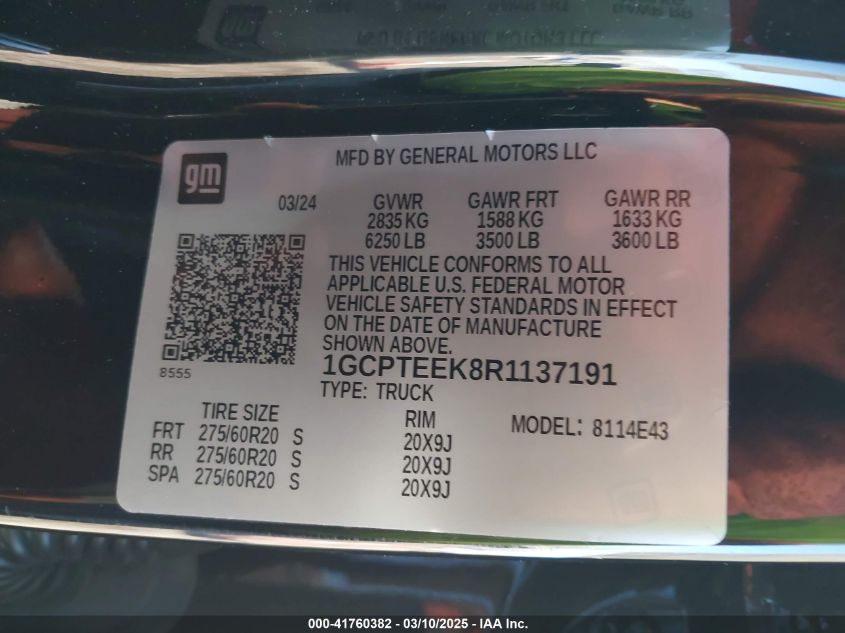 gm
MFD BY GENERAL MOTORS LLC
03/24
GVWR GAWR FRT GAWR RR
2835 KG 1588 KG 1633 KG
6250 LB 3500 LB 3600 LB
THIS VEHICLE CONFORMS TO ALL
APPLICABLE U.S. FEDERAL MOTOR
VEHICLE SAFETY STANDARDS IN EFFECT
ON THE DATE OF MANUFACTURE
SHOWN ABOVE.
8555
1GCPTEEK8R1137191
TYPE: TRUCK
TIRE SIZE RIM MODEL: 8114E43
FRT 275/60R20 S 20X9J
RR 275/60R20 S 20X9J
SPA 275/60R20 S 20X9J
000-41760382 / 03/10/2025 - IAA Inc.